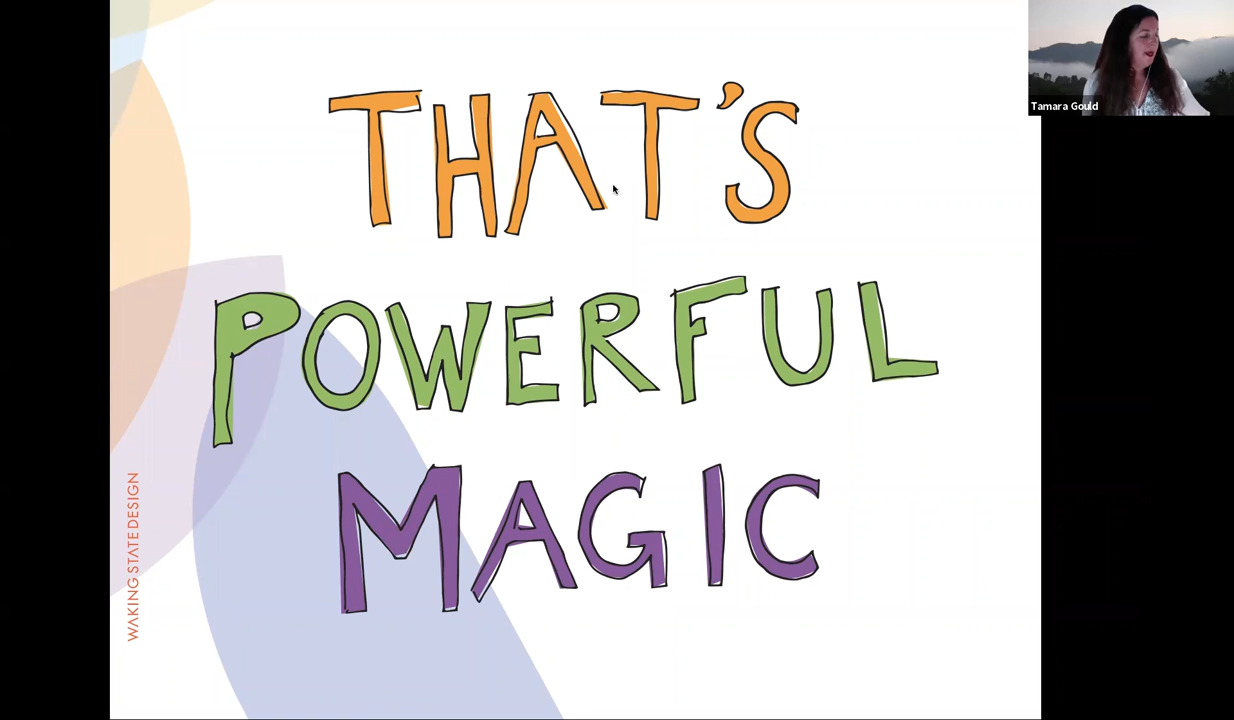 THAT'S
POWERFUL
MAGIC
WAKING STATE DESIGN
Tamara Gould